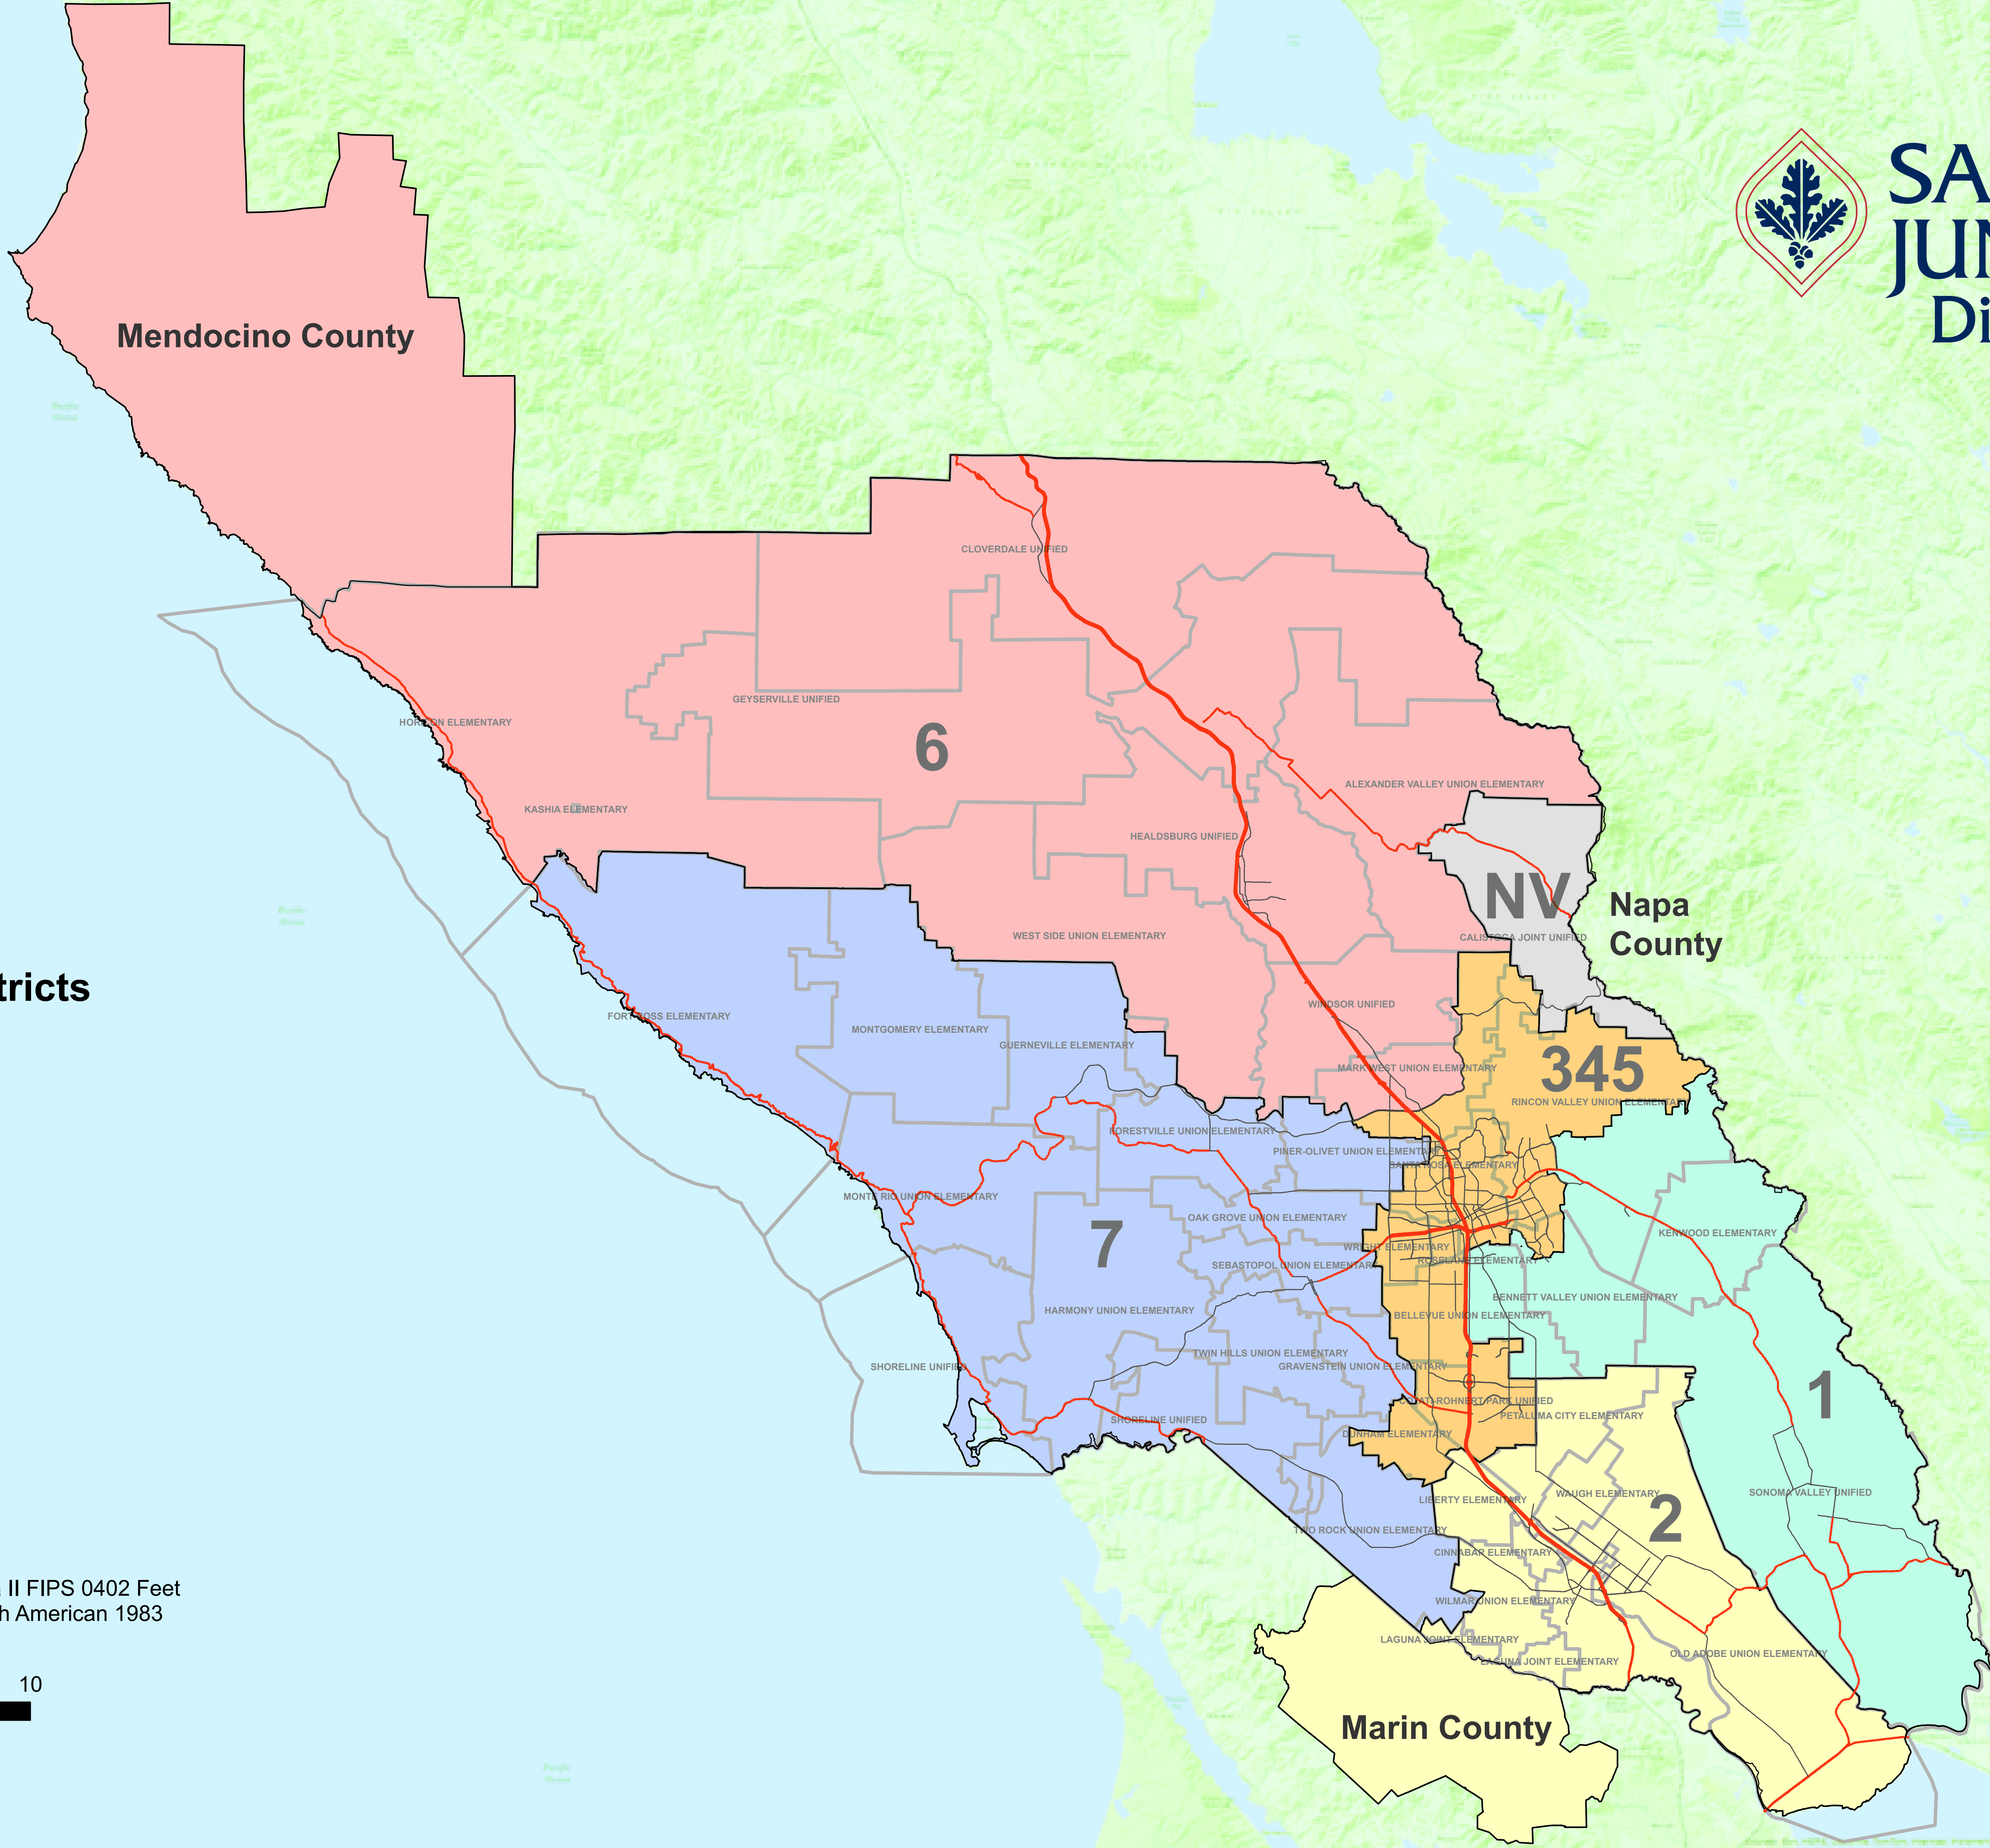 SA
JUN
Di
Mendocino County
CLOVERDALE UNIFIED
GEYSERVILLE UNIFIED
HORICON ELEMENTARY
6
ALEXANDER VALLEY UNION ELEMENTARY
KASHIA ELEMENTARY
HEALDSBURG UNIFIED
NV
Napa
County
WEST SIDE UNION ELEMENTARY
CALISTOGA JOINT UNIFIED
tricts
WINDSOR UNIFIED
FORT ROSS ELEMENTARY
MONTGOMERY ELEMENTARY
GUERNEVILLE ELEMENTARY
345
MARK WEST UNION ELEMENTARY
RINCON VALLEY UNION ELEMENTARY
FORESTVILLE UNION ELEMENTARY
PINER-OLIVET UNION ELEMENTARY
SANTA ROSA ELEMENTARY
MONTE RIO UNION ELEMENTARY
OAK GROVE UNION ELEMENTARY
7
KENWOOD ELEMENTARY
WRIGHT ELEMENTARY
ROSELAND ELEMENTARY
SEBASTOPOL UNION ELEMENTARY
BENNETT VALLEY UNION ELEMENTARY
HARMONY UNION ELEMENTARY
BELLEVUE UNION ELEMENTARY
TWIN HILLS UNION ELEMENTARY
SHORELINE UNIFIED
GRAVENSTEIN UNION ELEMENTARY
1
COTATI-ROHNERT PARK UNIFIED
SHORELINE UNIFIED
PETALUMA CITY ELEMENTARY
DUNHAM ELEMENTARY
SONOMA VALLEY UNIFIED
LIBERTY ELEMENTARY
WAUGH ELEMENTARY
2
TWO ROCK UNION ELEMENTARY
CINNABAR ELEMENTARY
II FIPS 0402 Feet
h American 1983
WILMAR UNION ELEMENTARY
LAGUNA JOINT ELEMENTARY
OLD ADOBE UNION ELEMENTARY
LAGUNA JOINT ELEMENTARY
10
Marin County